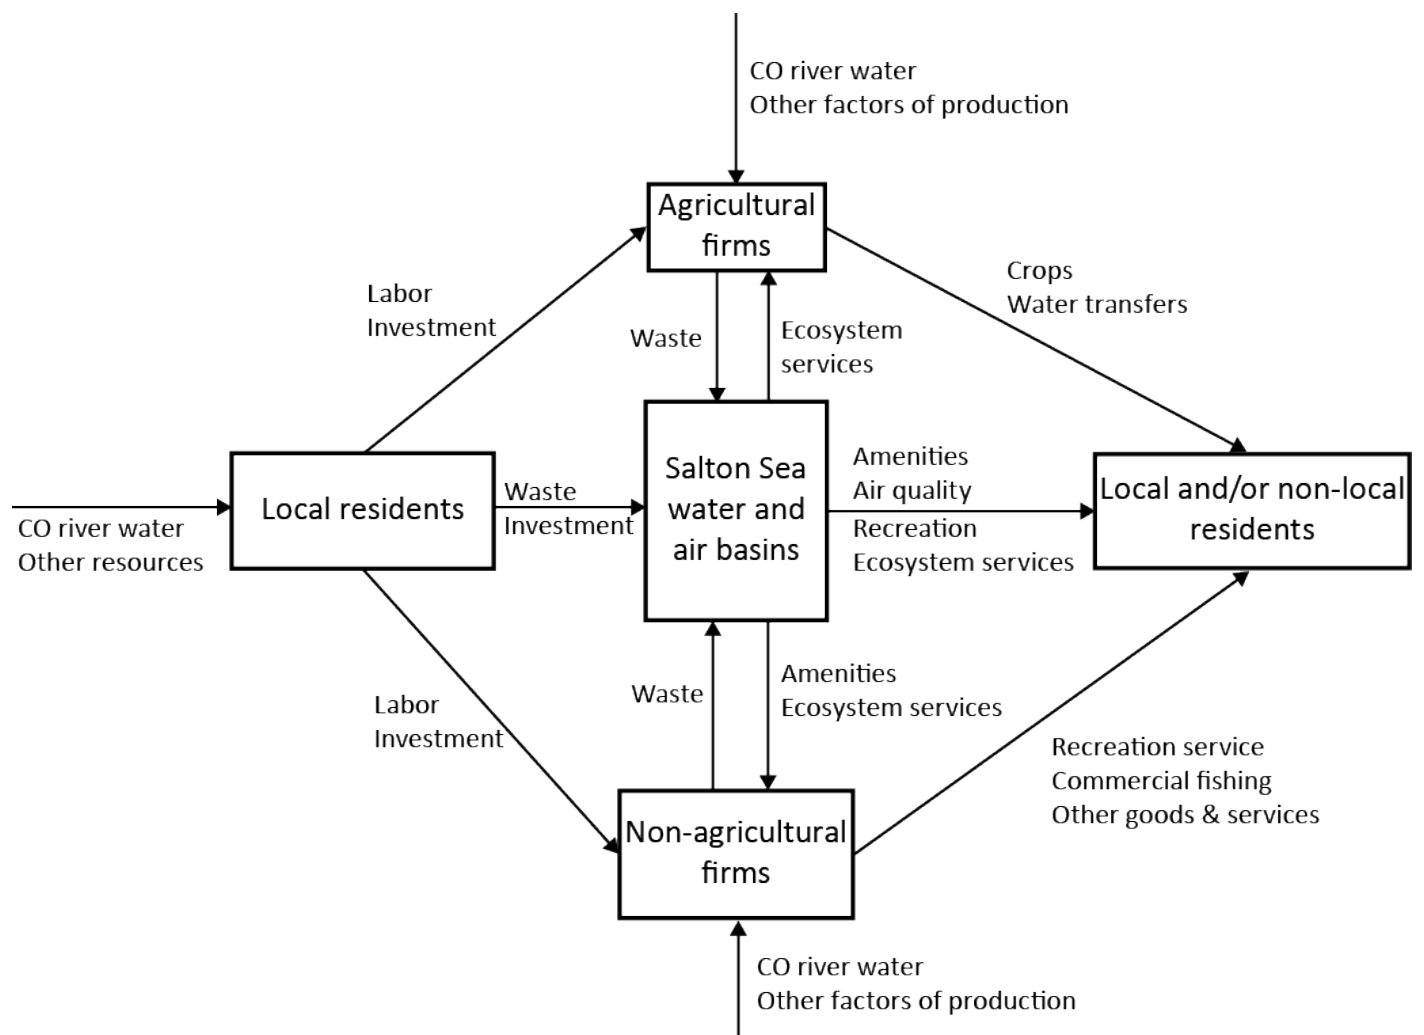 CO river water
Other factors of production
Agricultural
firms
Labor
Investment
Crops
Water transfers
Waste
Ecosystem
services
Local residents
CO river water
Other resources
Waste
Investment
Salton Sea
water and
air basins
Amenities
Air quality
Recreation
Ecosystem services
Local and/or non-local
residents
Labor
Investment
Waste
Amenities
Ecosystem services
Recreation service
Commercial fishing
Other goods & services
Non-agricultural
firms
CO river water
Other factors of production